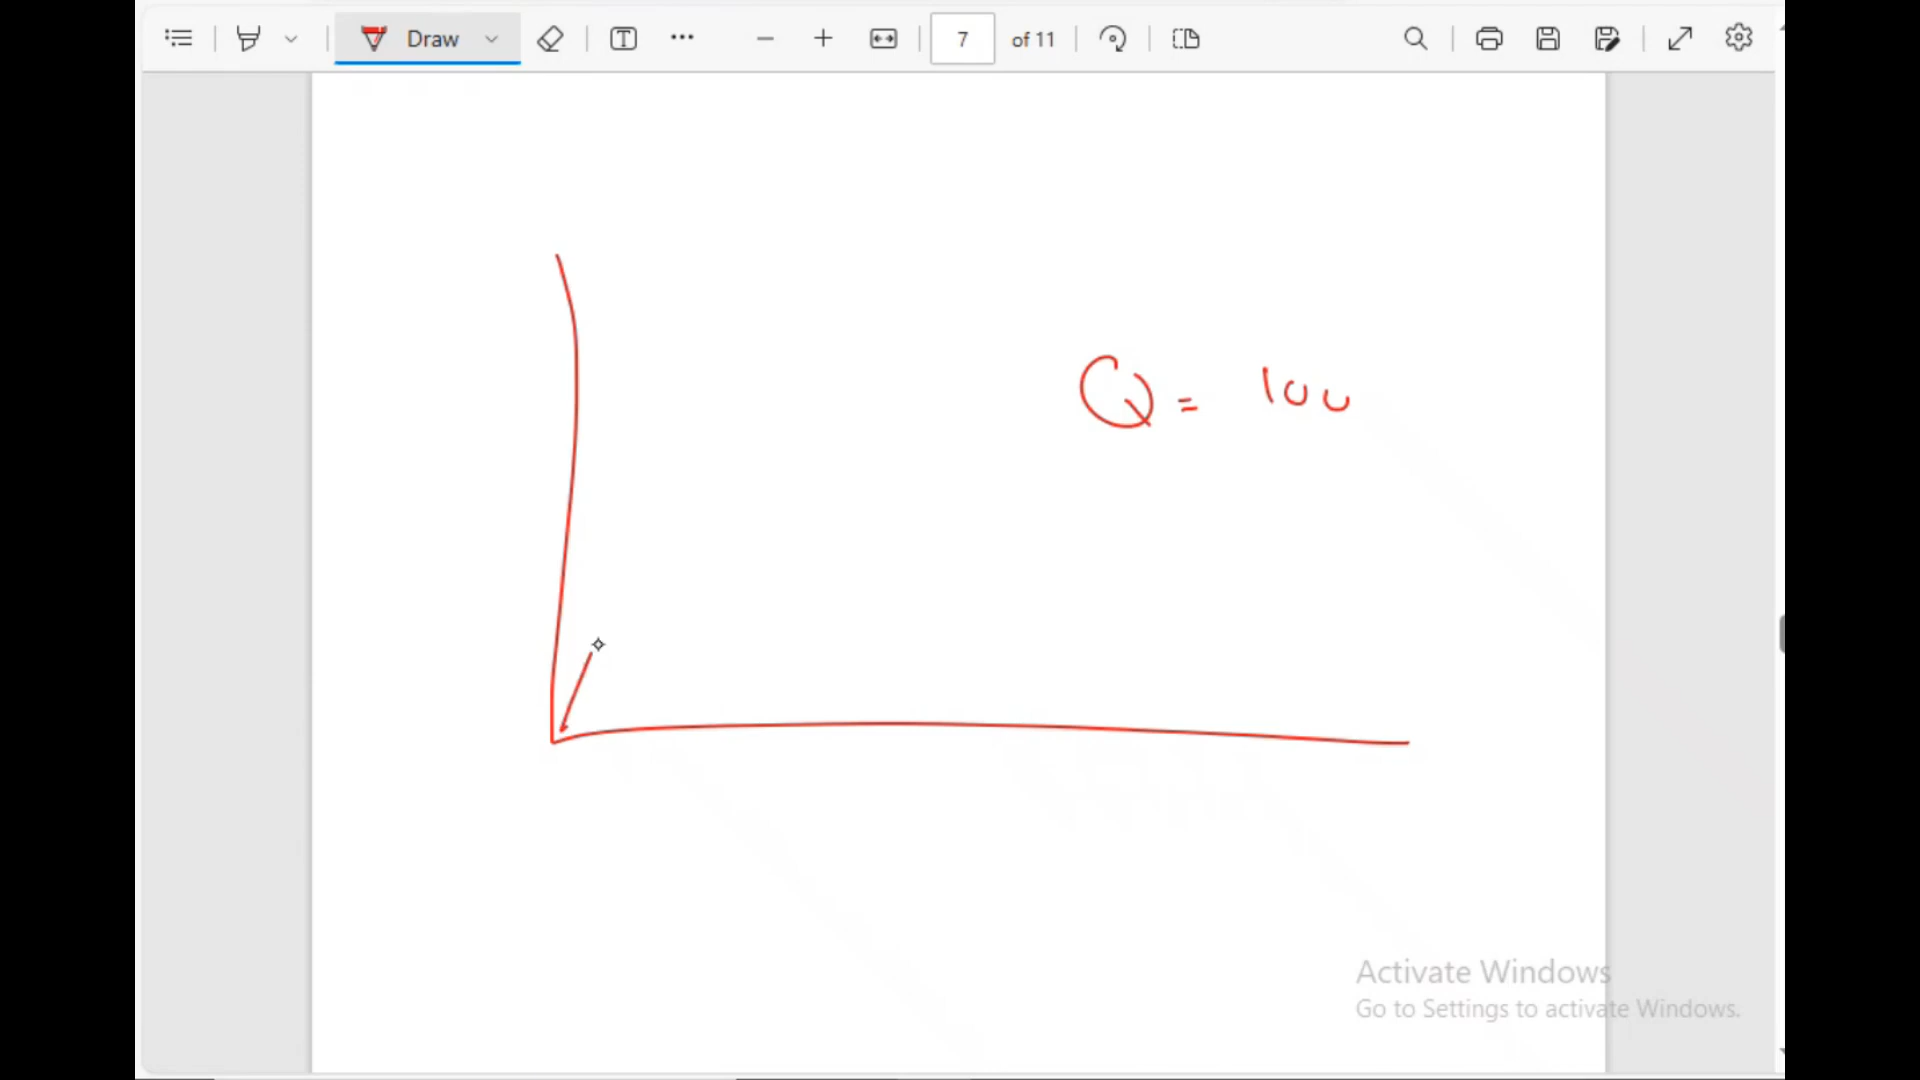 Draw
7 of 11
Q = 100
Activate Windows
Go to Settings to activate Windows.